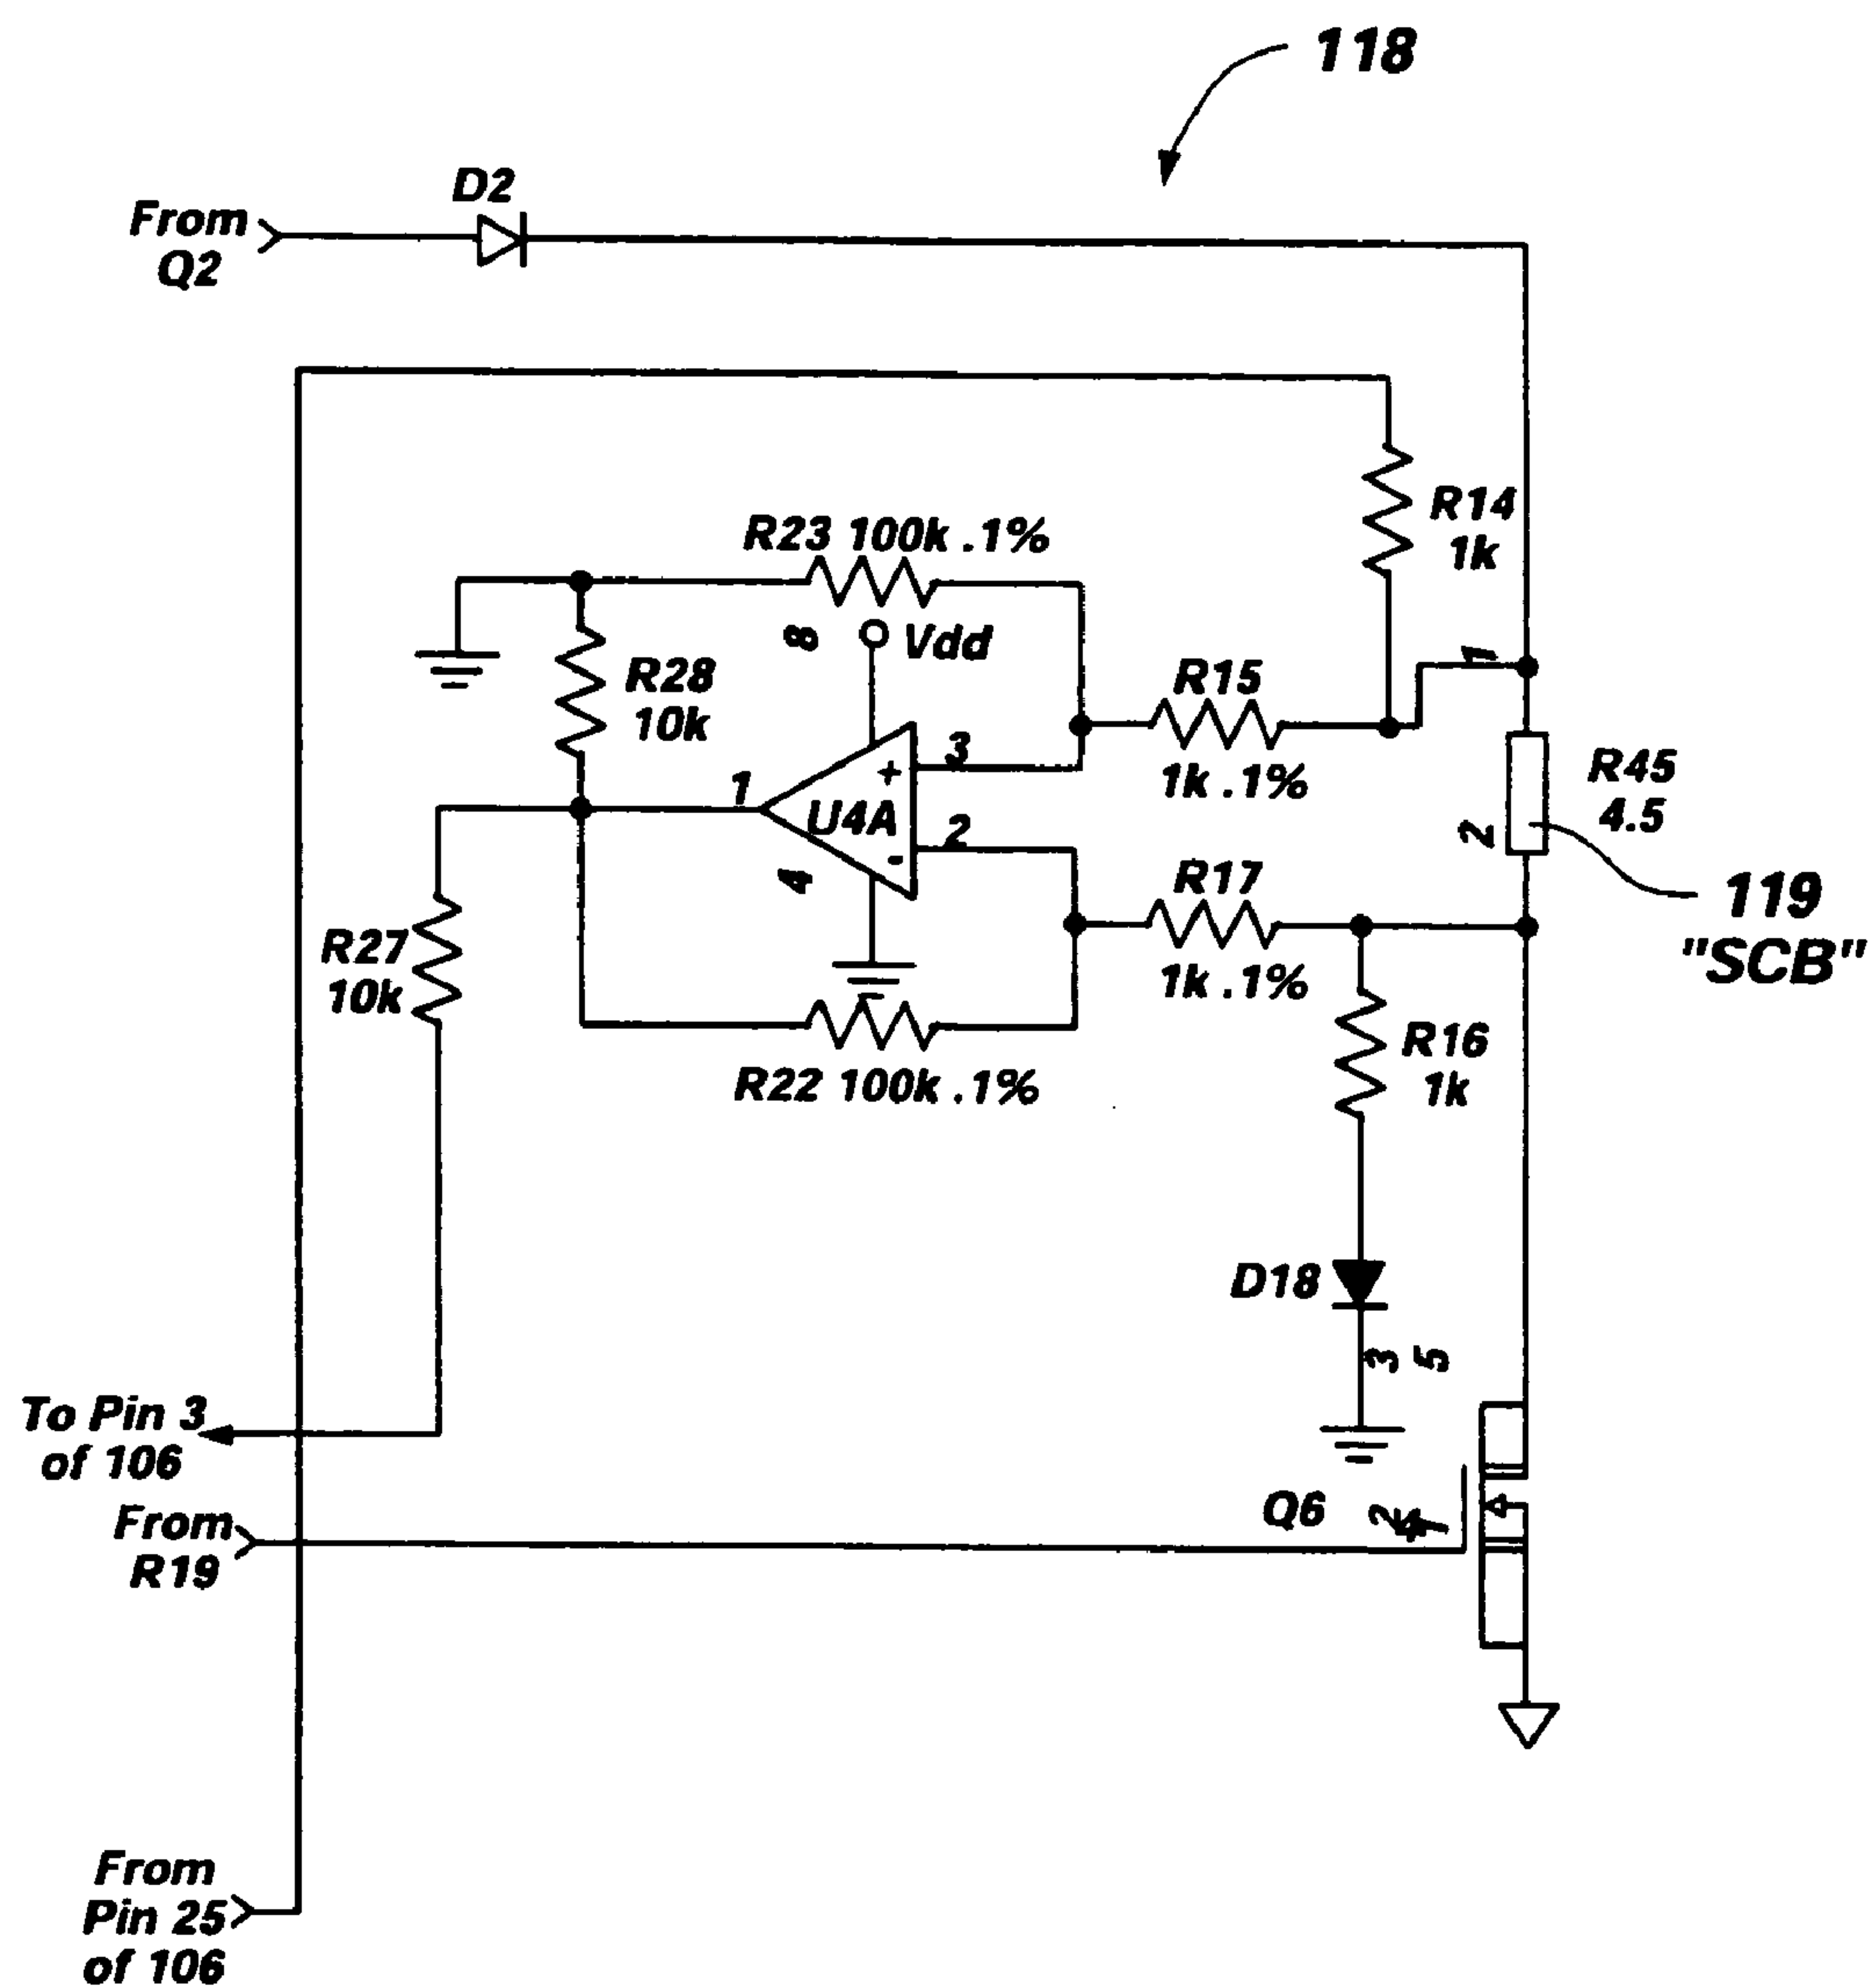 118
D2
From
Q2
R14
1k
R23 100k .1%
8
Vdd
R28
10k
R15
1k .1%
1
3
+
U4A
1
2
-
4
R45
4.5
2
119
"SCB"
R17
1k .1%
R27
10k
R16
1k
R22 100k .1%
D18
3
5
To Pin 3
of 106
From
R19
Q6
2
4
From
Pin 25
of 106